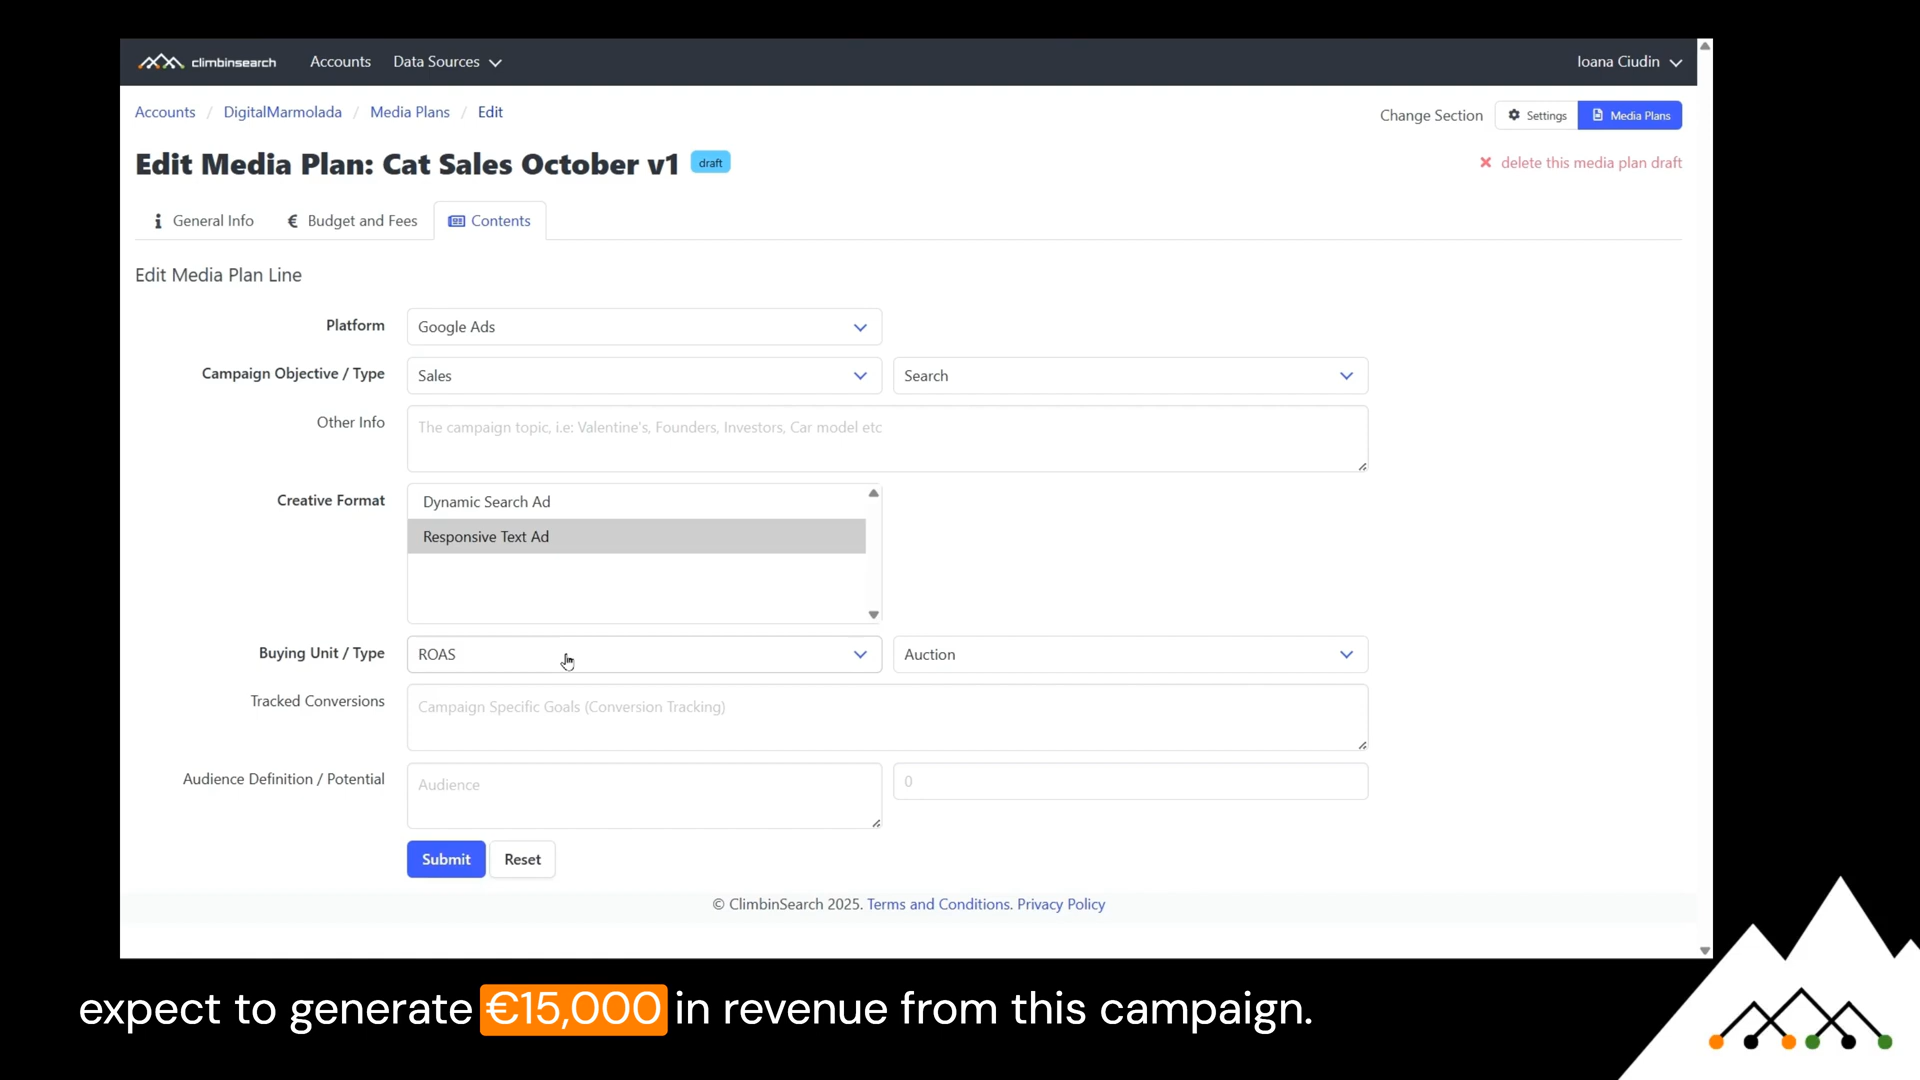 climbinsearch Accounts Data Sources Ioana Ciudin
Accounts / DigitalMarmolada / Media Plans / Edit
Change Section Settings Media Plans
Edit Media Plan: Cat Sales October v1 draft
delete this media plan draft
General Info € Budget and Fees Contents
Edit Media Plan Line
Platform Google Ads
Campaign Objective / Type Sales Search
Other Info The campaign topic, i.e: Valentine's, Founders, Investors, Car model etc
Creative Format Dynamic Search Ad
Responsive Text Ad
Buying Unit / Type ROAS Auction
Tracked Conversions Campaign Specific Goals (Conversion Tracking)
Audience Definition / Potential Audience 0
Submit Reset
© ClimbinSearch 2025. Terms and Conditions. Privacy Policy
expect to generate €15,000 in revenue from this campaign.